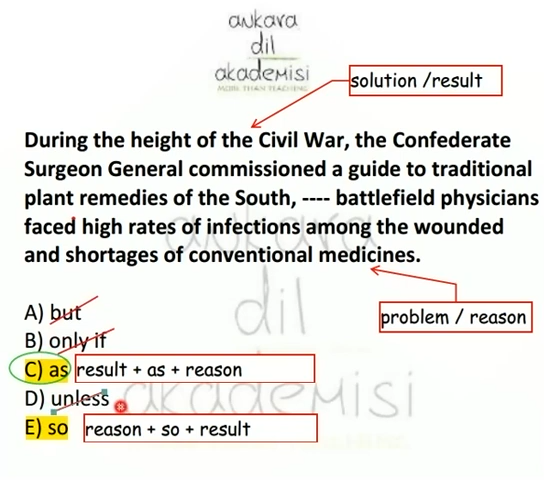 ankara
dil
akademisi
MORE THAN TEACHING
solution /result
During the height of the Civil War, the Confederate
Surgeon General commissioned a guide to traditional
plant remedies of the South, ---- battlefield physicians
faced high rates of infections among the wounded
and shortages of conventional medicines.
ankara
dil
akademisi
problem / reason
A) but
B) only if
C) as result + as + reason
D) unless
E) so reason + so + result